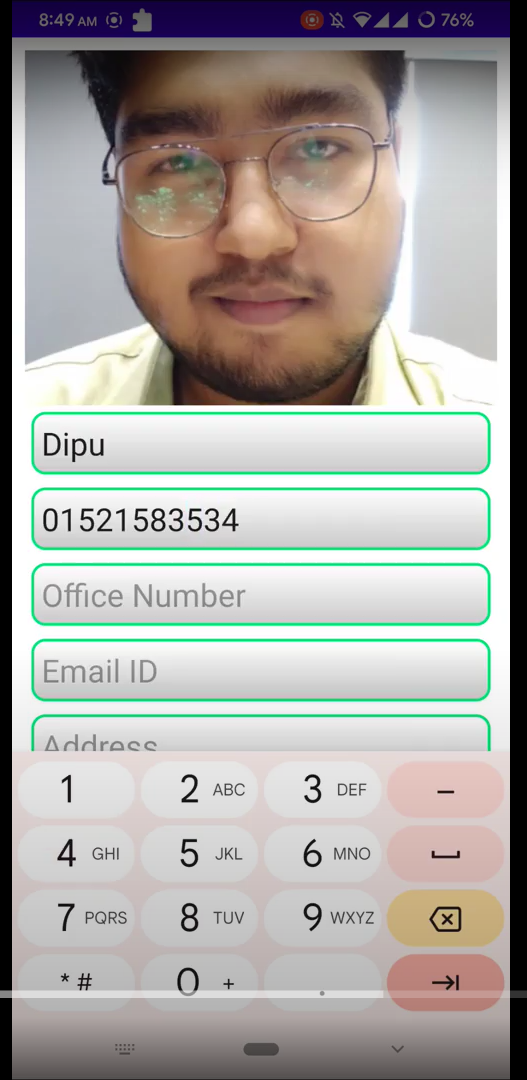 8:49 AM 76%
Dipu
01521583534
Office Number
Email ID
Address
1 2 ABC 3 DEF -
4 GHI 5 JKL 6 MNO
7 PQRS 8 TUV 9 WXYZ
* # 0 + .